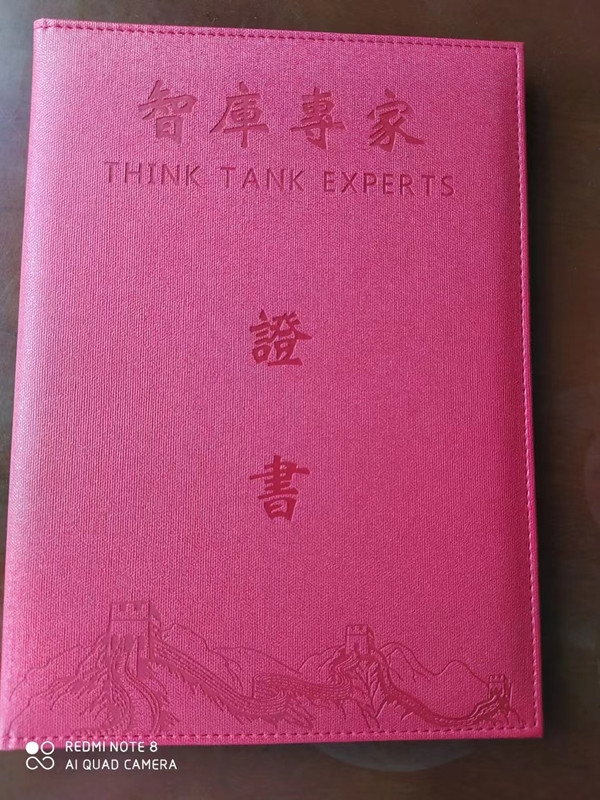 智庫專家
THINK TANK EXPERTS
證
書
REDMI NOTE 8
AI QUAD CAMERA